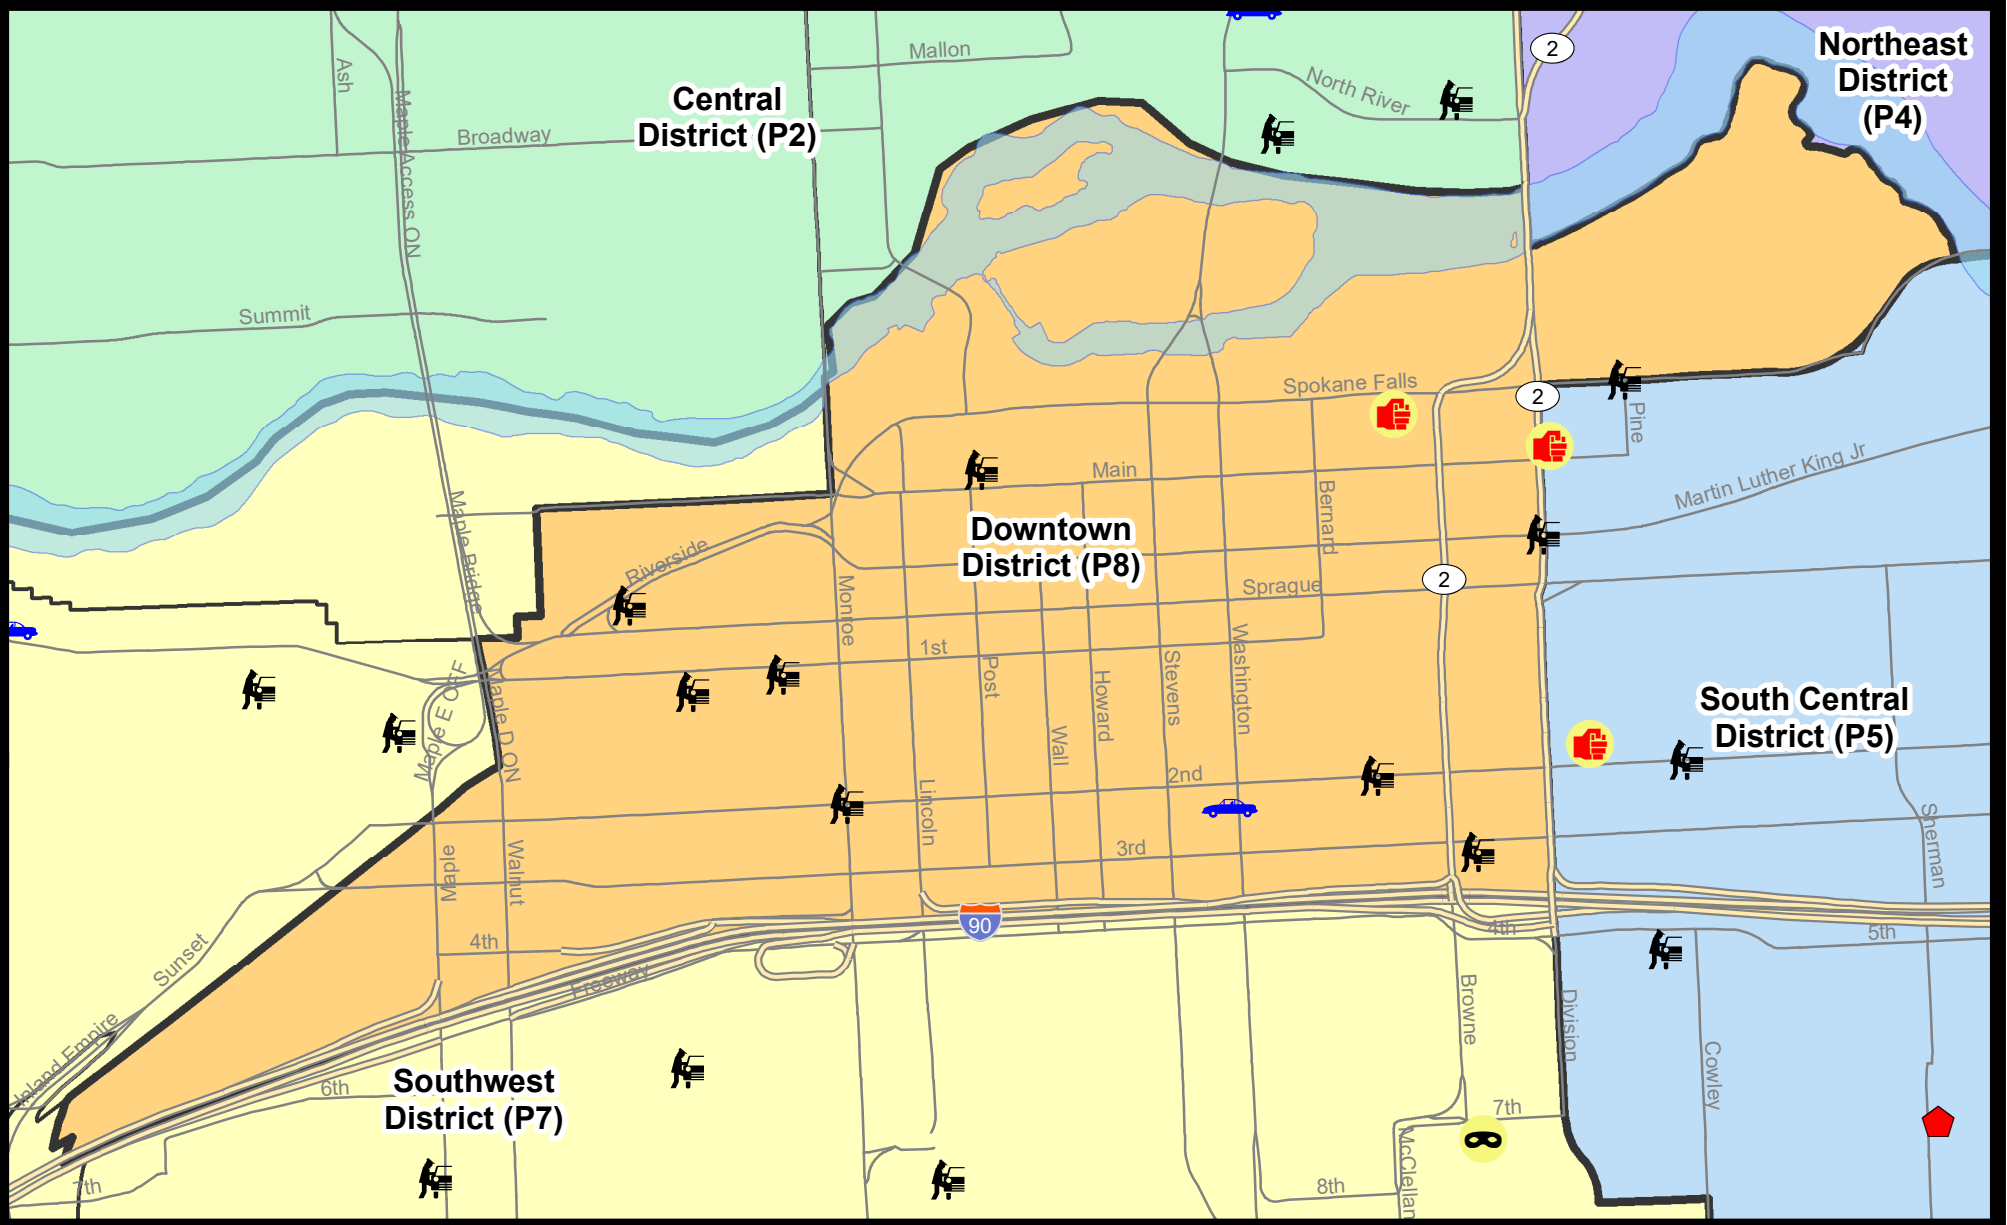 Northeast
District
(P4)
2
Mallon
Ash
Central
District (P2)
North River
Maple Access ON
Broadway
Summit
Spokane Falls
2
Pine
Main
Martin Luther King Jr
Bernard
Maple Bridge
Downtown
District (P8)
Riverside
2
Sprague
Monroe
Washington
1st
Post
Stevens
Howard
Maple E OFF
Maple D ON
Wall
South Central
District (P5)
2nd
Lincoln
Sherman
3rd
Maple
Walnut
90
4th
4th
5th
Sunset
Freeway
Browne
Division
Inland Empire
Cowley
6th
Southwest
District (P7)
7th
McClellan
7th
8th